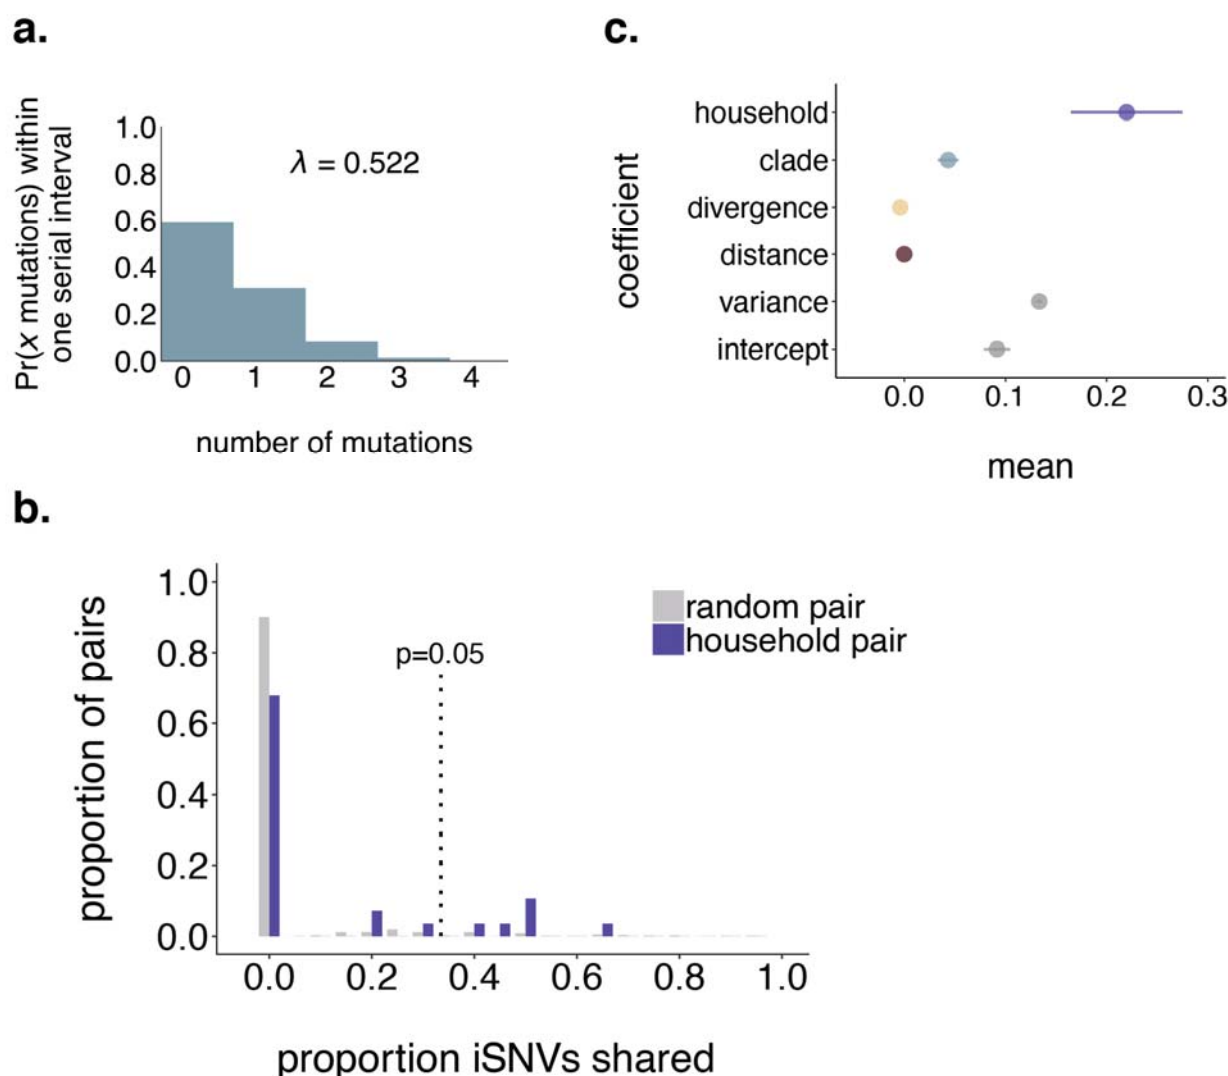 a.
Pr(x mutations) within
one serial interval
1.0
0.8
0.6
0.4
0.2
0.0
λ = 0.522
0 1 2 3 4
number of mutations
c.
coefficient
household
clade
divergence
distance
variance
intercept
0.0 0.1 0.2 0.3
mean
b.
proportion of pairs
1.0
0.8
0.6
0.4
0.2
0.0
p=0.05
random pair
household pair
0.0 0.2 0.4 0.6 0.8 1.0
proportion iSNVs shared